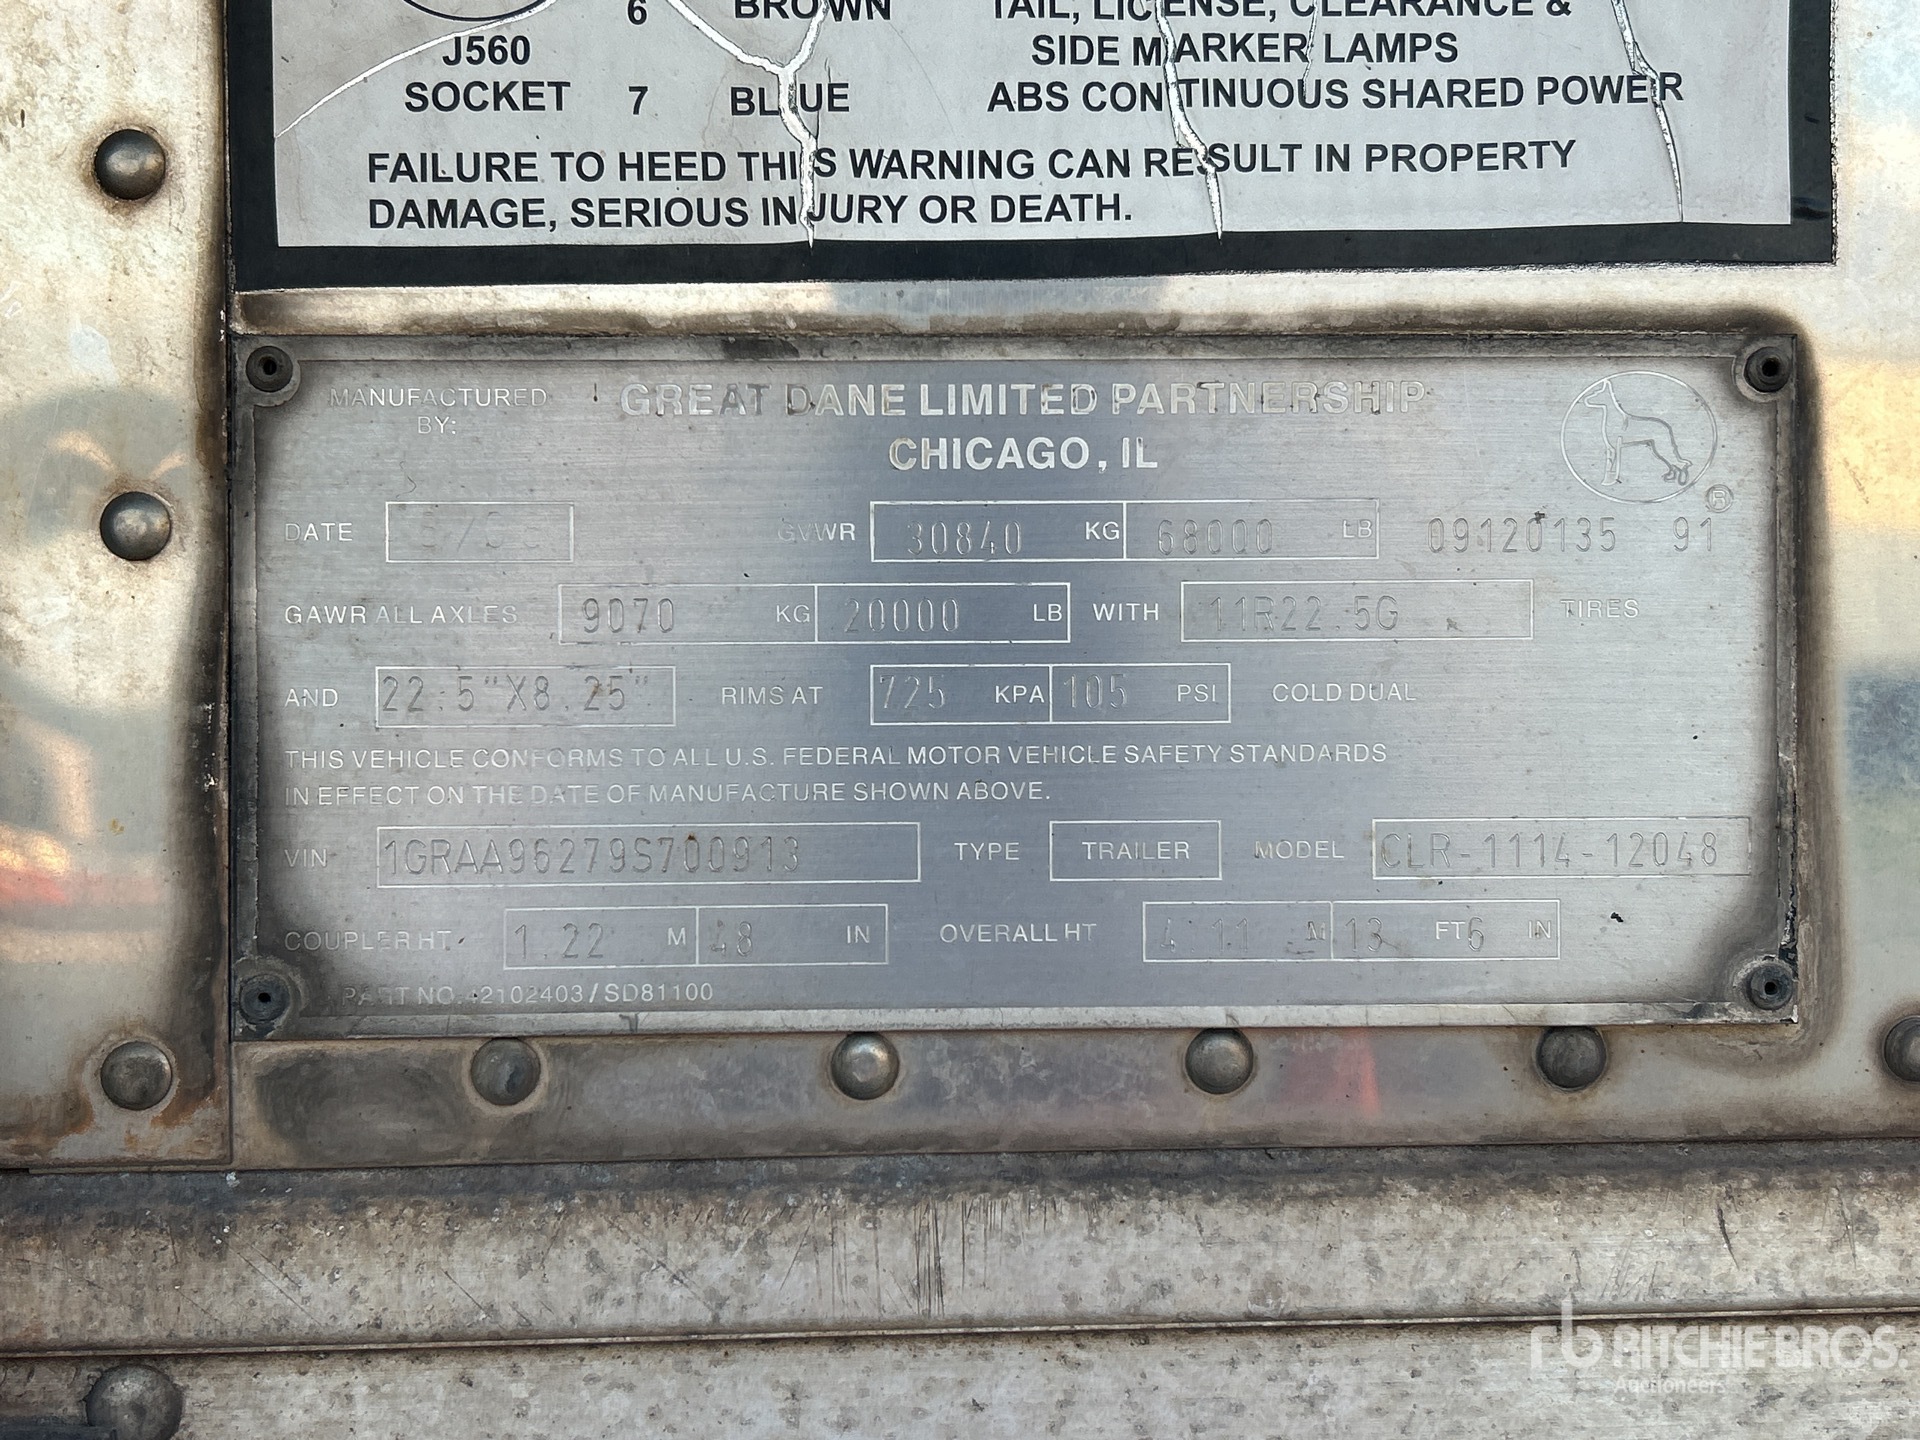 6 BROWN TAIL, LICENSE, CLEARANCE &
J560 SIDE MARKER LAMPS
SOCKET 7 BLUE ABS CONTINUOUS SHARED POWER
FAILURE TO HEED THIS WARNING CAN RESULT IN PROPERTY
DAMAGE, SERIOUS INJURY OR DEATH.
MANUFACTURED GREAT DANE LIMITED PARTNERSHIP
BY: CHICAGO, IL
DATE GVWR 30840 KG 68000 LB 09120135 91
®
GAWR ALL AXLES 9070 KG 20000 LB WITH 11R22.5G TIRES
AND 22.5"X8.25" RIMS AT 725 KPA 105 PSI COLD DUAL
THIS VEHICLE CONFORMS TO ALL U.S. FEDERAL MOTOR VEHICLE SAFETY STANDARDS
IN EFFECT ON THE DATE OF MANUFACTURE SHOWN ABOVE.
VIN 1GRAA96279S700913 TYPE TRAILER MODEL CLR-1114-12048
COUPLER HT. 1.22 M 48 IN OVERALL HT 4.11 M 13 FT 6 IN
PART NO. 42102403/SD81100
rb RITCHIE BROS.
Auctioneers